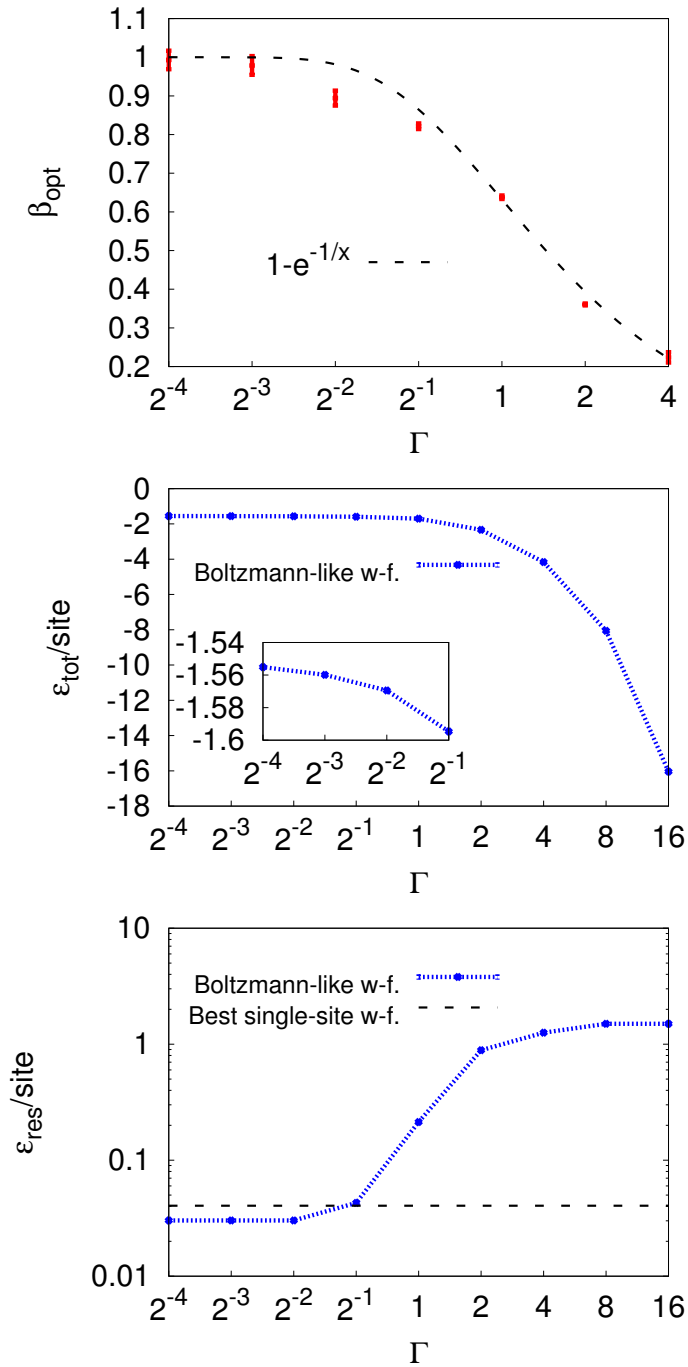 1.1
1
0.9
0.8
0.7
0.6
0.5
0.4
0.3
0.2
β_opt
1-e^{-1/x}
2^{-4} 2^{-3} 2^{-2} 2^{-1} 1 2 4
Γ
0
-2
-4
-6
-8
-10
-12
-14
-16
-18
ε_tot/site
Boltzmann-like w-f.
-1.54
-1.56
-1.58
-1.6
2^{-4} 2^{-3} 2^{-2} 2^{-1}
2^{-4} 2^{-3} 2^{-2} 2^{-1} 1 2 4 8 16
Γ
10
1
0.1
0.01
ε_res/site
Boltzmann-like w-f.
Best single-site w-f.
2^{-4} 2^{-3} 2^{-2} 2^{-1} 1 2 4 8 16
Γ